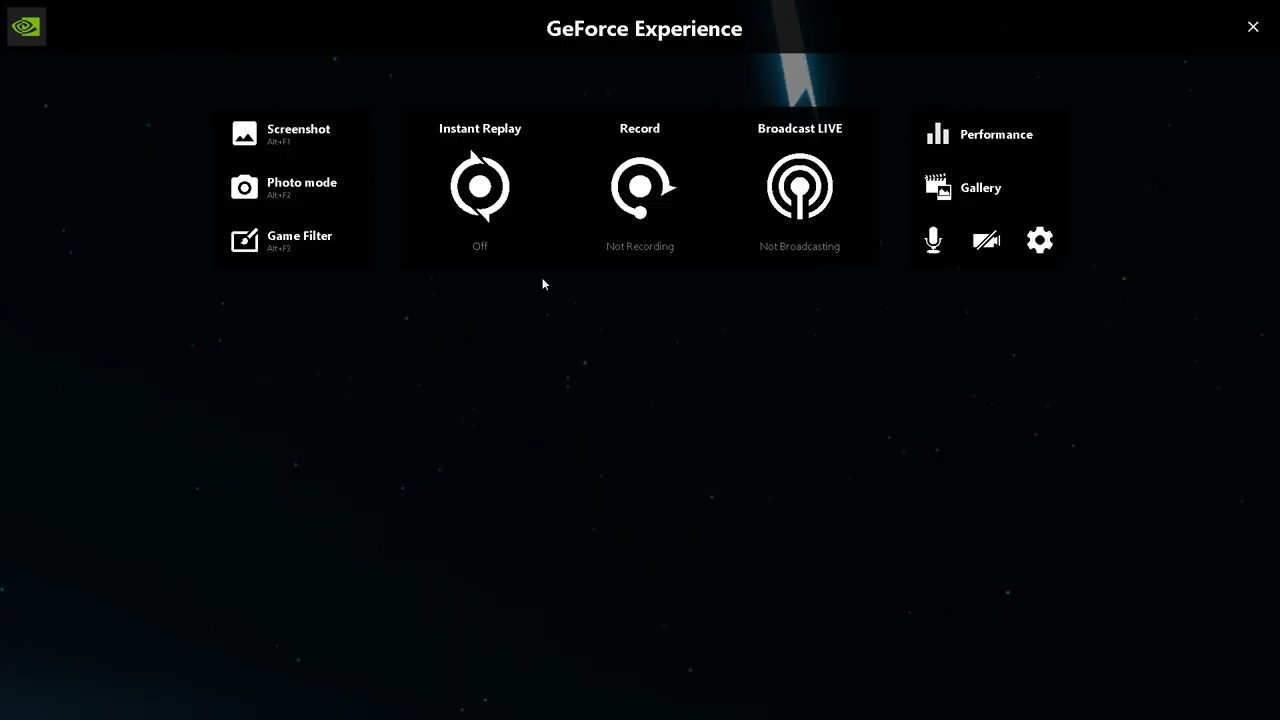 GeForce Experience
Screenshot
Alt+F1
Photo mode
Alt+F2
Game Filter
Alt+F3
Instant Replay
Off
Record
Not Recording
Broadcast LIVE
Not Broadcasting
Performance
Gallery